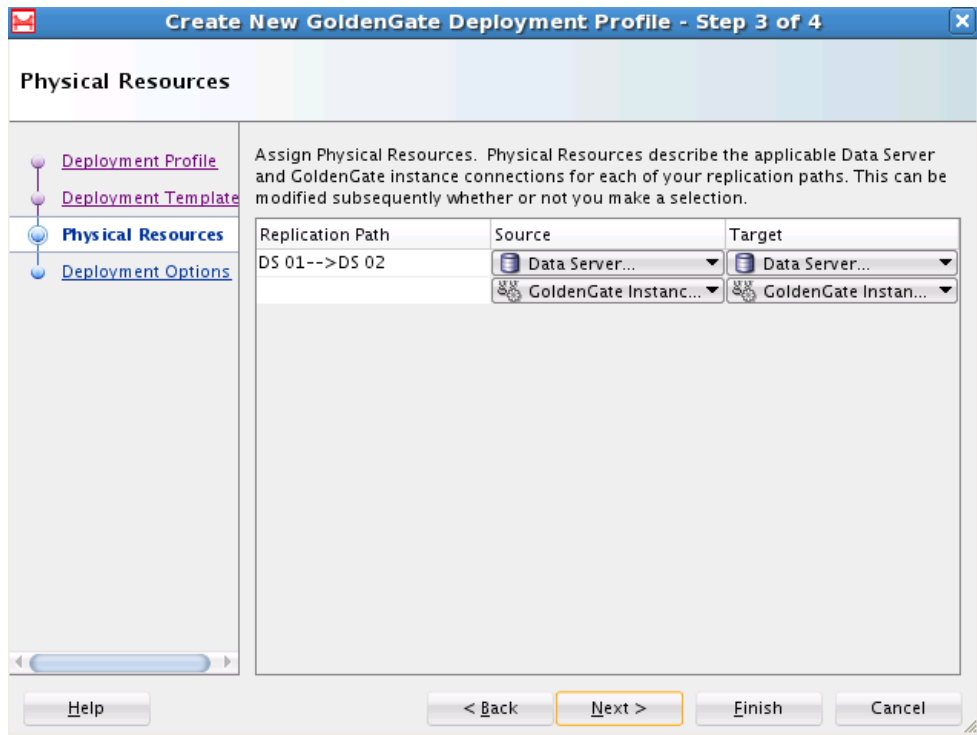 Create New GoldenGate Deployment Profile - Step 3 of 4
Physical Resources
Deployment Profile
Deployment Template
Physical Resources
Deployment Options
Assign Physical Resources.  Physical Resources describe the applicable Data Server
and GoldenGate instance connections for each of your replication paths. This can be
modified subsequently whether or not you make a selection.
Replication Path Source Target
DS 01-->DS 02 Data Server... Data Server...
GoldenGate Instanc... GoldenGate Instan...
Help < Back Next > Finish Cancel